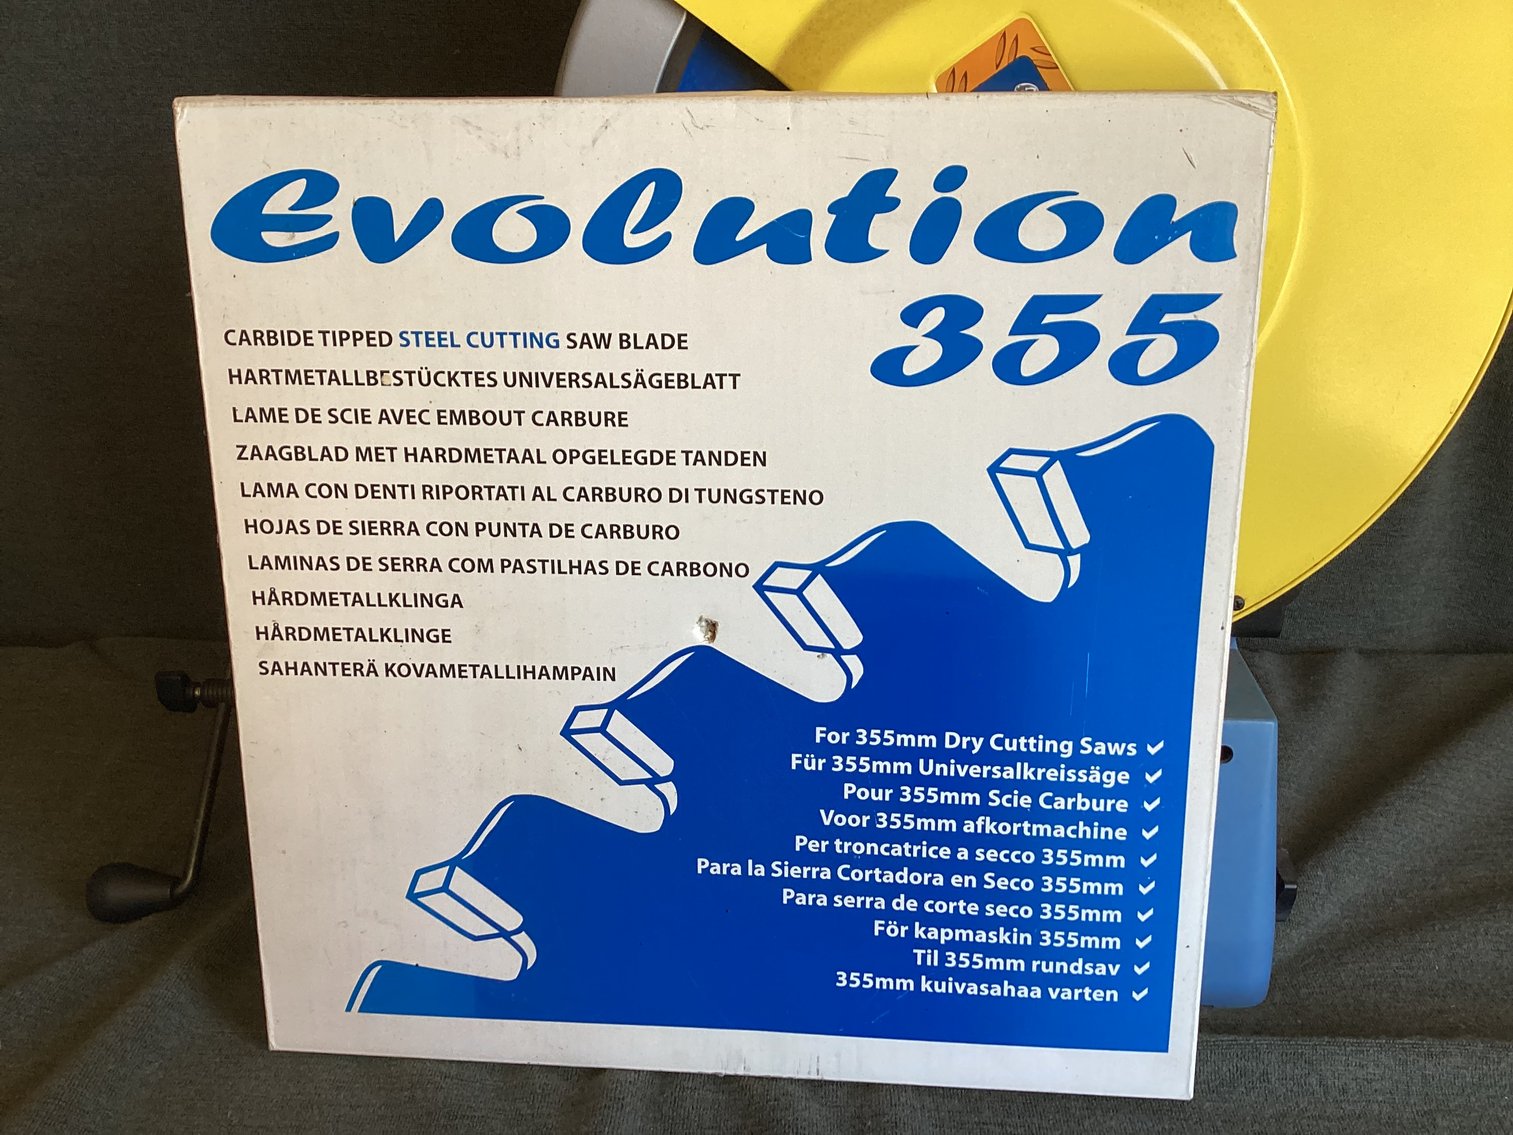 Evolution
355
CARBIDE TIPPED STEEL CUTTING SAW BLADE
HARTMETALLBESTÜCKTES UNIVERSALSÄGEBLATT
LAME DE SCIE AVEC EMBOUT CARBURE
ZAAGBLAD MET HARDMETAAL OPGELEGDE TANDEN
LAMA CON DENTI RIPORTATI AL CARBURO DI TUNGSTENO
HOJAS DE SIERRA CON PUNTA DE CARBURO
LAMINAS DE SERRA COM PASTILHAS DE CARBONO
HÅRDMETALLKLINGA
HÅRDMETALKLINGE
SAHANTERÄ KOVAMETALLIHAMPAIN
For 355mm Dry Cutting Saws
Für 355mm Universalkreissäge
Pour 355mm Scie Carbure
Voor 355mm afkortmachine
Per troncatrice a secco 355mm
Para la Sierra Cortadora en Seco 355mm
Para serra de corte seco 355mm
För kapmaskin 355mm
Til 355mm rundsav
355mm kuivasahaa varten